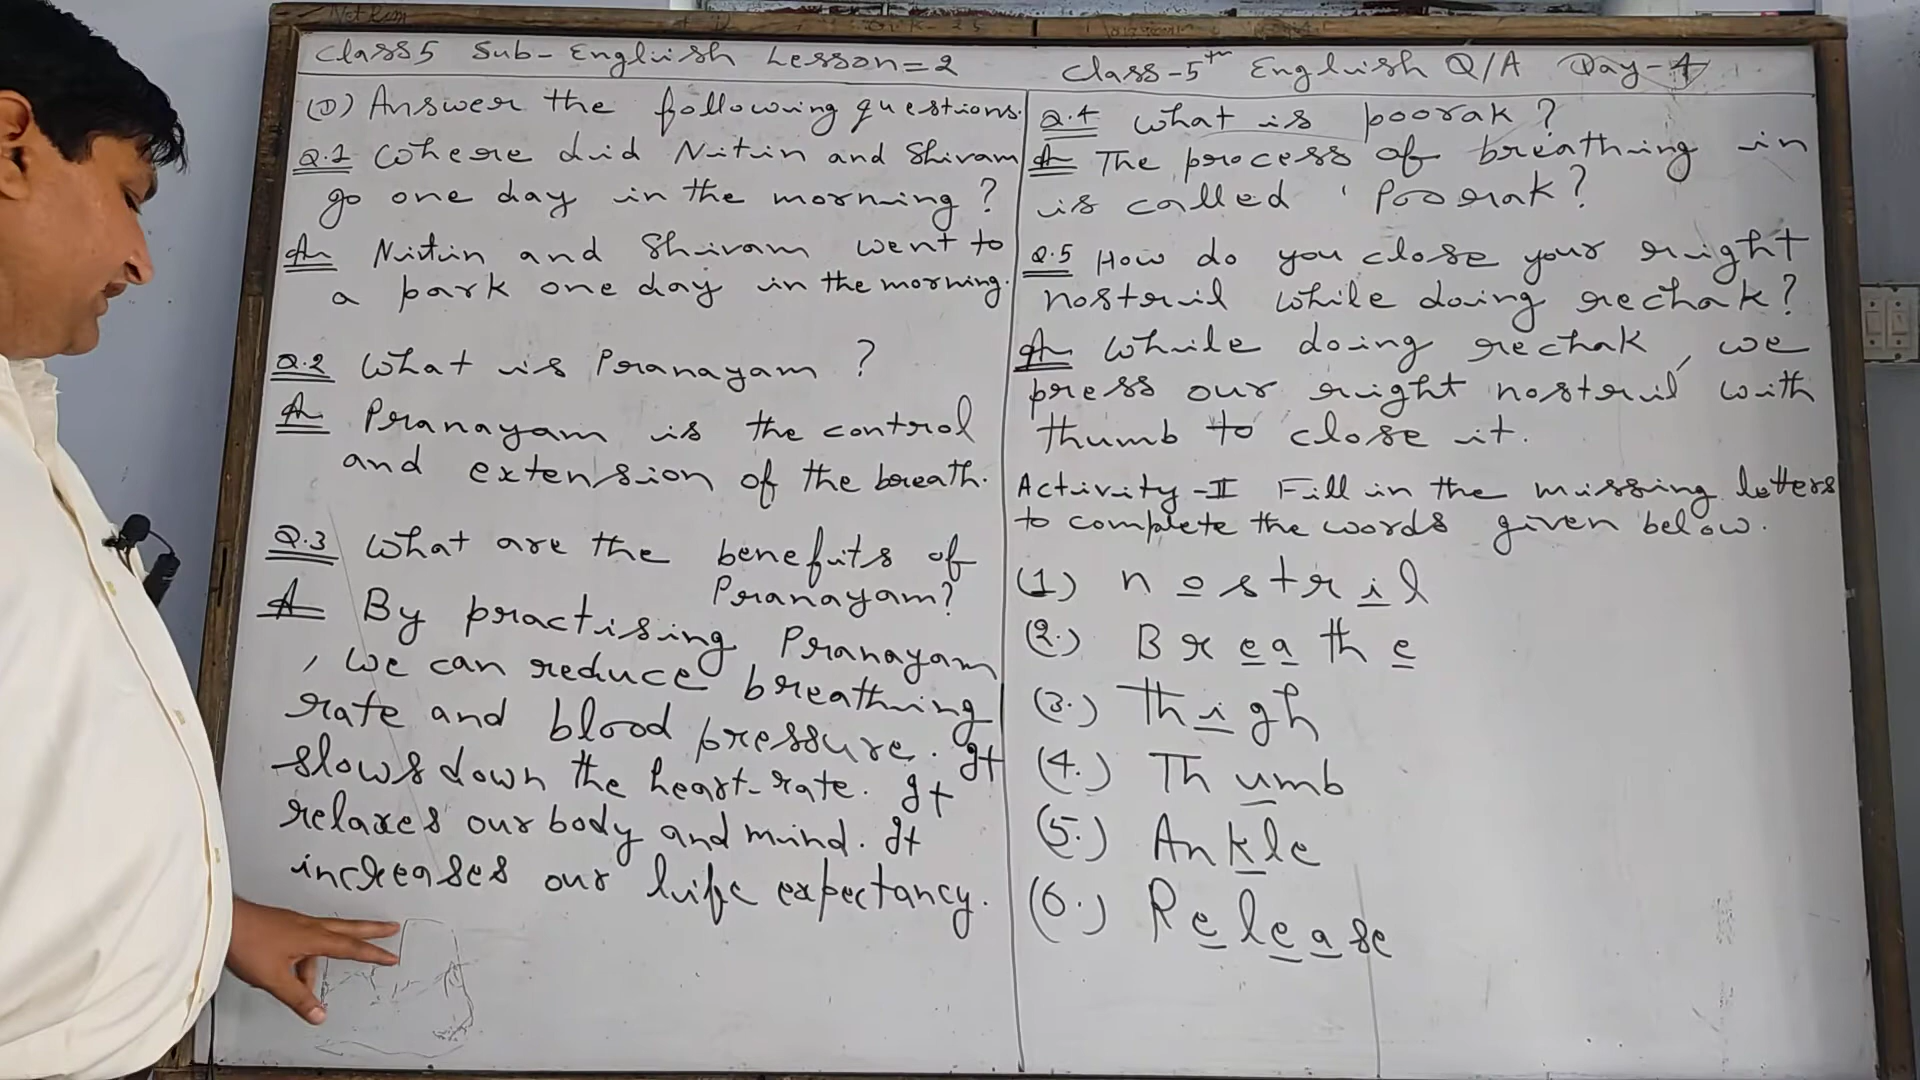 Class 5 Sub-English Lesson=2
(D) Answer the following questions.
Q.1 Where did Nitin and Shivam
go one day in the morning?
An Nitin and Shivam went to
a park one day in the morning.
Q.2 What is Pranayam ?
An Pranayam is the control
and extension of the breath.
Q.3 What are the benefits of
Pranayam?
A By practising Pranayam
, we can reduce breathing
rate and blood pressure. It
slows down the heart-rate. It
relaxes our body and mind. It
increases our life expectancy.
Class-5th English Q/A Day-4
Q.4 What is poorak ?
An The process of breathing in
is called ' Poorak?
Q.5 How do you close your right
nostril while doing rechak?
An While doing rechak, we
press our right nostril with
thumb to close it.
Activity-II Fill in the missing letters
to complete the words given below.
(1) nostril
(2.) Breathe
(3.) Thigh
(4.) Thumb
(5.) Ankle
(6.) Release